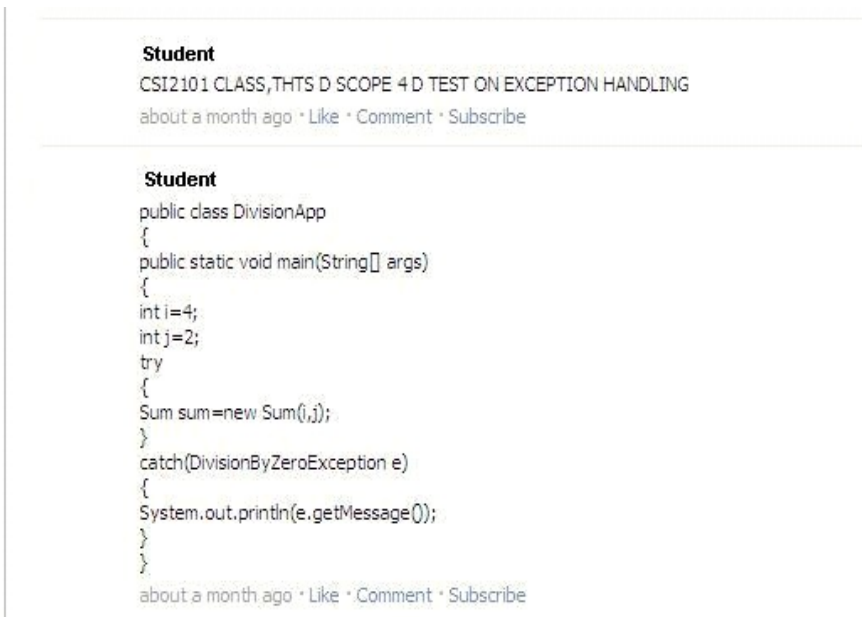 Student
CSI2101 CLASS,THTS D SCOPE 4 D TEST ON EXCEPTION HANDLING
about a month ago · Like · Comment · Subscribe
Student
public class DivisionApp
{
public static void main(String[] args)
{
int i=4;
int j=2;
try
{
Sum sum=new Sum(i,j);
}
catch(DivisionByZeroException e)
{
System.out.println(e.getMessage());
}
}
about a month ago · Like · Comment · Subscribe